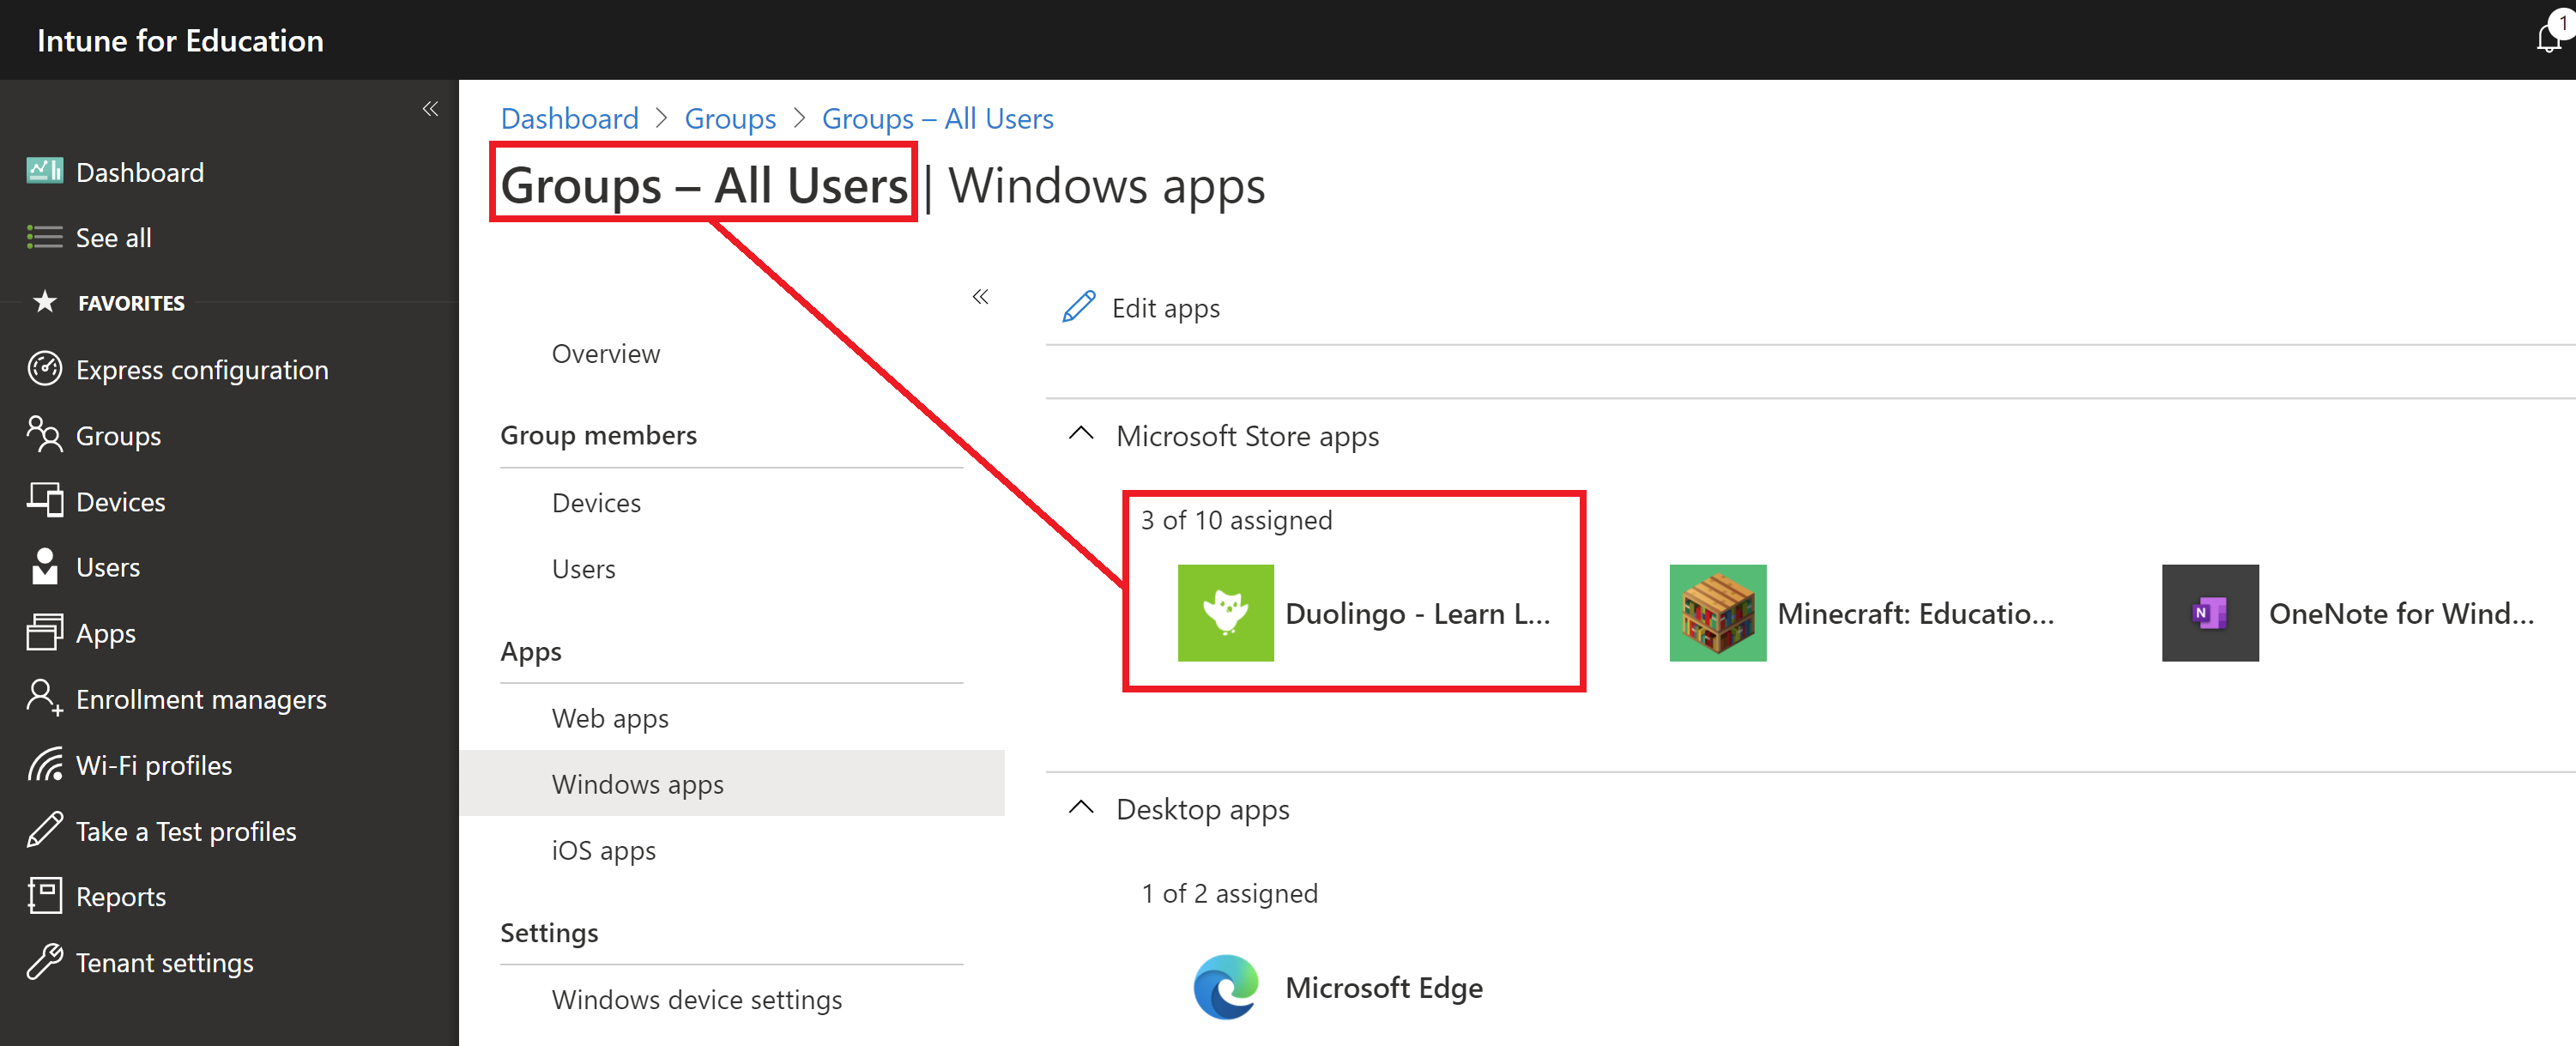 Intune for Education
1
Dashboard
See all
FAVORITES
Express configuration
Groups
Devices
Users
Apps
Enrollment managers
Wi-Fi profiles
Take a Test profiles
Reports
Tenant settings
Dashboard > Groups > Groups – All Users
Groups – All Users | Windows apps
Overview
Group members
Devices
Users
Apps
Web apps
Windows apps
iOS apps
Settings
Windows device settings
Edit apps
Microsoft Store apps
3 of 10 assigned
Duolingo - Learn L...
Minecraft: Educatio...
N
OneNote for Wind...
Desktop apps
1 of 2 assigned
Microsoft Edge